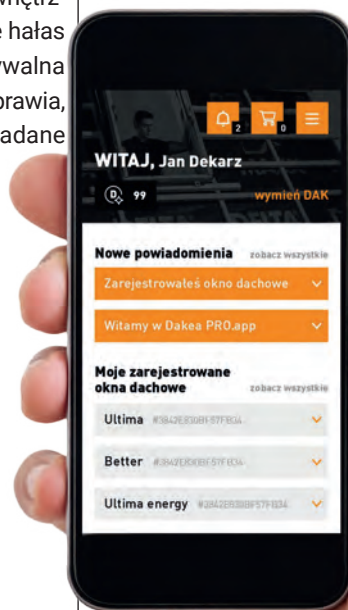 wnętrz-
e hałas
walna
prawia,
adane
2
0
WITAJ, Jan Dekarz
D 99
wymień DAK
Nowe powiadomienia zobacz wszystkie
Zarejestrowałeś okno dachowe
Witamy w Dakea PRO.app
Moje zarejestrowane
okna dachowe zobacz wszystkie
Ultima
Better
Ultima energy